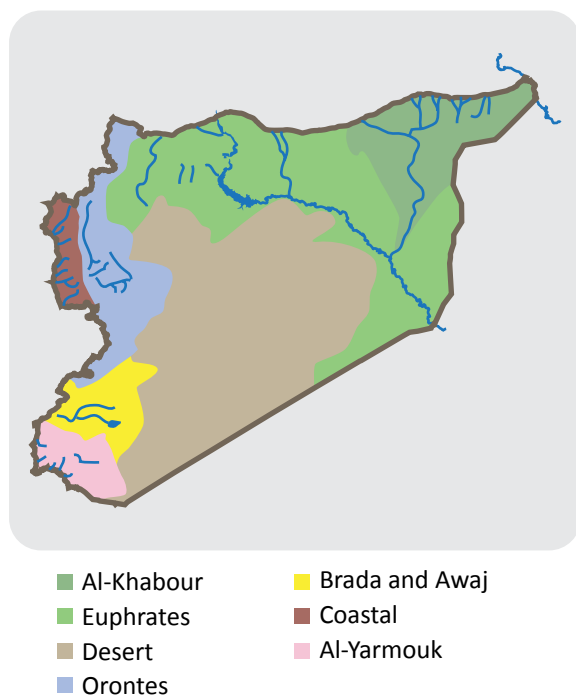 Al-Khabour
Euphrates
Desert
Orontes
Brada and Awaj
Coastal
Al-Yarmouk